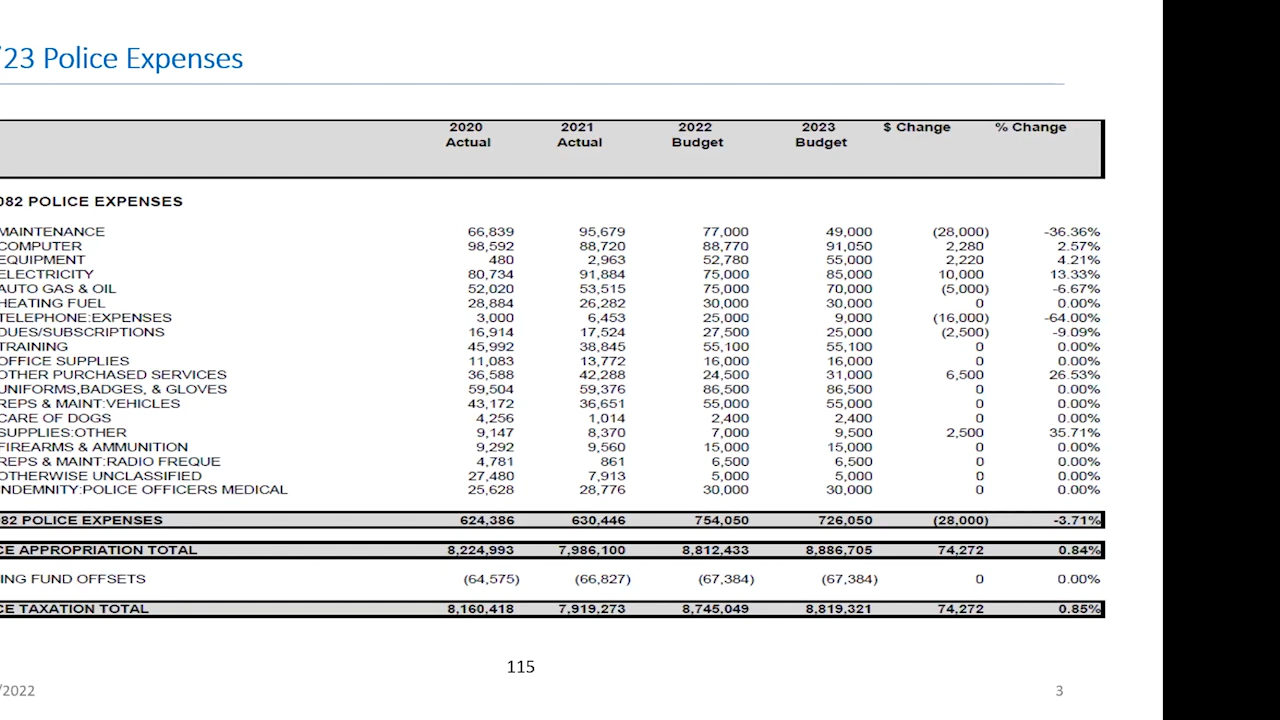 /23 Police Expenses
2020 2021 2022 2023 $ Change % Change
Actual Actual Budget Budget
082 POLICE EXPENSES
MAINTENANCE 66,839 95,679 77,000 49,000 (28,000) -36.36%
COMPUTER 98,592 88,720 88,770 91,050 2,280 2.57%
EQUIPMENT 480 2,963 52,780 55,000 2,220 4.21%
ELECTRICITY 80,734 91,884 75,000 85,000 10,000 13.33%
AUTO GAS & OIL 52,020 53,515 75,000 70,000 (5,000) -6.67%
HEATING FUEL 28,884 26,282 30,000 30,000 0 0.00%
TELEPHONE:EXPENSES 3,000 6,453 25,000 9,000 (16,000) -64.00%
DUES/SUBSCRIPTIONS 16,914 17,524 27,500 25,000 (2,500) -9.09%
TRAINING 45,992 38,845 55,100 55,100 0 0.00%
OFFICE SUPPLIES 11,083 13,772 16,000 16,000 0 0.00%
OTHER PURCHASED SERVICES 36,588 42,288 24,500 31,000 6,500 26.53%
UNIFORMS,BADGES, & GLOVES 59,504 59,376 86,500 86,500 0 0.00%
REPS & MAINT:VEHICLES 43,172 36,651 55,000 55,000 0 0.00%
CARE OF DOGS 4,256 1,014 2,400 2,400 0 0.00%
SUPPLIES:OTHER 9,147 8,370 7,000 9,500 2,500 35.71%
FIREARMS & AMMUNITION 9,292 9,560 15,000 15,000 0 0.00%
REPS & MAINT:RADIO FREQUE 4,781 861 6,500 6,500 0 0.00%
OTHERWISE UNCLASSIFIED 27,480 7,913 5,000 5,000 0 0.00%
INDEMNITY:POLICE OFFICERS MEDICAL 25,628 28,776 30,000 30,000 0 0.00%
82 POLICE EXPENSES 624,386 630,446 754,050 726,050 (28,000) -3.71%
CE APPROPRIATION TOTAL 8,224,993 7,986,100 8,812,433 8,886,705 74,272 0.84%
ING FUND OFFSETS (64,575) (66,827) (67,384) (67,384) 0 0.00%
CE TAXATION TOTAL 8,160,418 7,919,273 8,745,049 8,819,321 74,272 0.85%
115
/2022 3